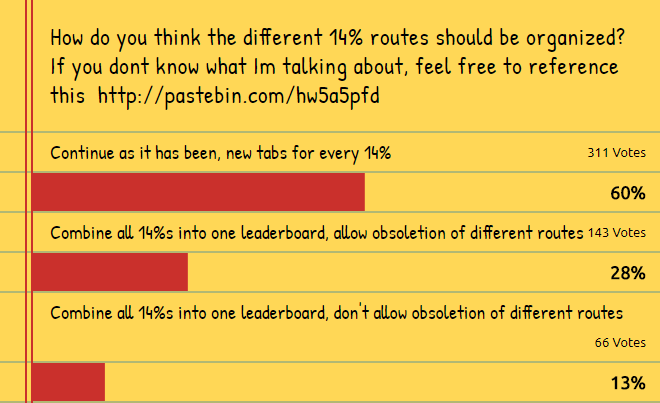 How do you think the different 14% routes should be organized?
If you dont know what Im talking about, feel free to reference
this http://pastebin.com/hw5a5pfd
Continue as it has been, new tabs for every 14%
311 Votes
60%
Combine all 14%s into one leaderboard, allow obsoletion of different routes
143 Votes
28%
Combine all 14%s into one leaderboard, don't allow obsoletion of different routes
66 Votes
13%